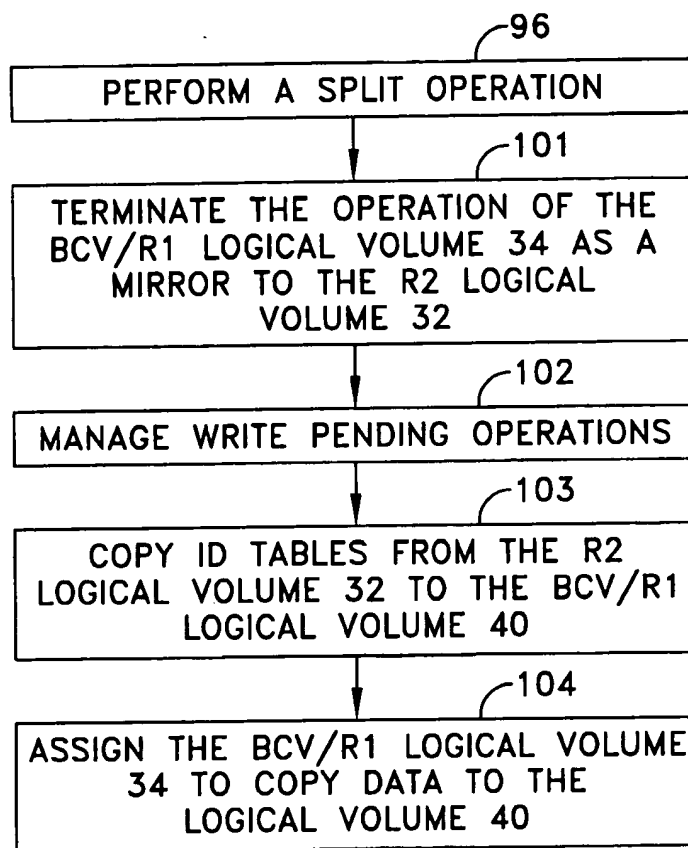 96
PERFORM A SPLIT OPERATION
101
TERMINATE THE OPERATION OF THE
BCV/R1 LOGICAL VOLUME 34 AS A
MIRROR TO THE R2 LOGICAL
VOLUME 32
102
MANAGE WRITE PENDING OPERATIONS
103
COPY ID TABLES FROM THE R2
LOGICAL VOLUME 32 TO THE BCV/R1
LOGICAL VOLUME 40
104
ASSIGN THE BCV/R1 LOGICAL VOLUME
34 TO COPY DATA TO THE
LOGICAL VOLUME 40